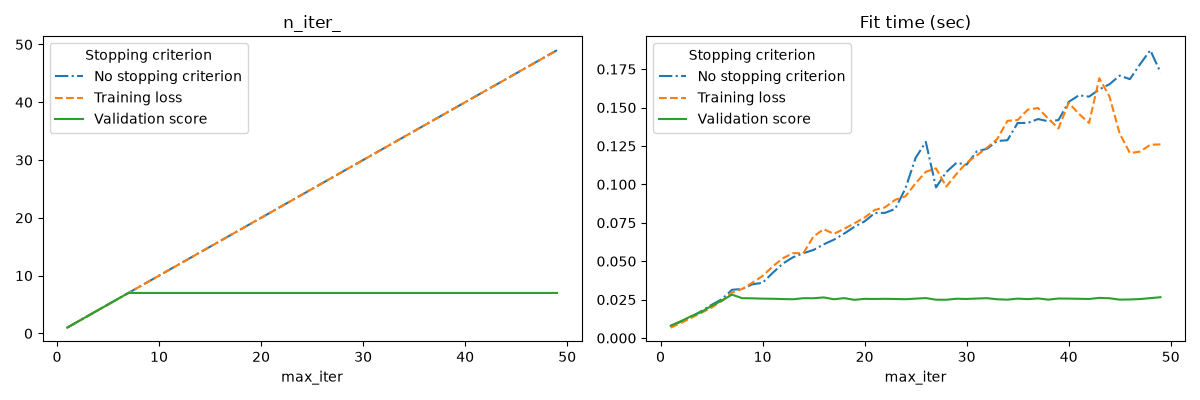 n_iter_
Stopping criterion
No stopping criterion
Training loss
Validation score
50
40
30
20
10
0
0 10 20 30 40 50
max_iter
Fit time (sec)
Stopping criterion
No stopping criterion
Training loss
Validation score
0.175
0.150
0.125
0.100
0.075
0.050
0.025
0.000
0 10 20 30 40 50
max_iter